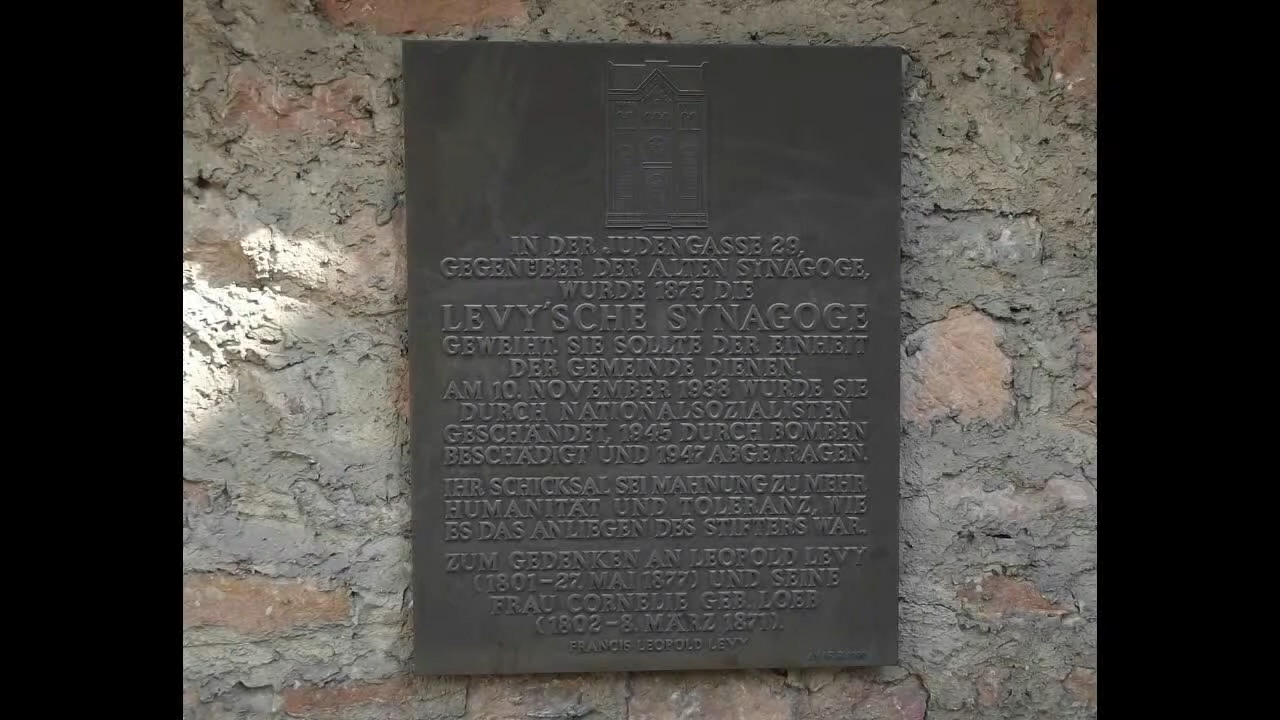 IN DER JUDENGASSE 29,
GEGENÜBER DER ALTEN SYNAGOGE,
WURDE 1875 DIE
LEVY'SCHE SYNAGOGE
GEWEIHT. SIE SOLLTE DER EINHEIT
DER GEMEINDE DIENEN.
AM 10. NOVEMBER 1938 WURDE SIE
DURCH NATIONALSOZIALISTEN
GESCHÄNDET, 1945 DURCH BOMBEN
BESCHÄDIGT UND 1947 ABGETRAGEN.
IHR SCHICKSAL SEI MAHNUNG ZU MEHR
HUMANITÄT UND TOLERANZ, WIE
ES DAS ANLIEGEN DES STIFTERS WAR.
ZUM GEDENKEN AN LEOPOLD LEVY
(1801-27. MAI 1877) UND SEINE
FRAU CORNELIE GEB. LOEB
(1802-8. MÄRZ 1871).
FRANCIS LEOPOLD LEVY